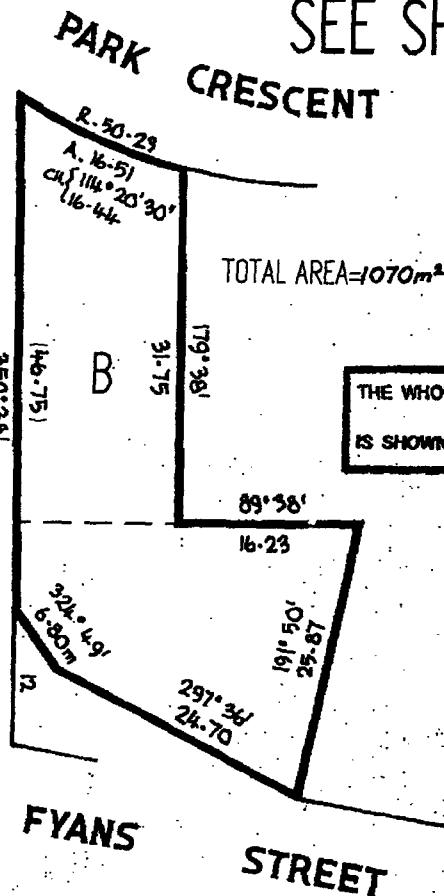 SEE SH
PARK CRESCENT
R. 50.29
A. 16.51
CH { 114° 20' 30"
16.44
TOTAL AREA=1070m²
(46.75)
B
179° 38'
31.75
THE WHO
IS SHOWN
89° 38'
16.23
324° 49'
6.80m
191° 50'
25.87
297° 36'
24.70
FYANS STREET